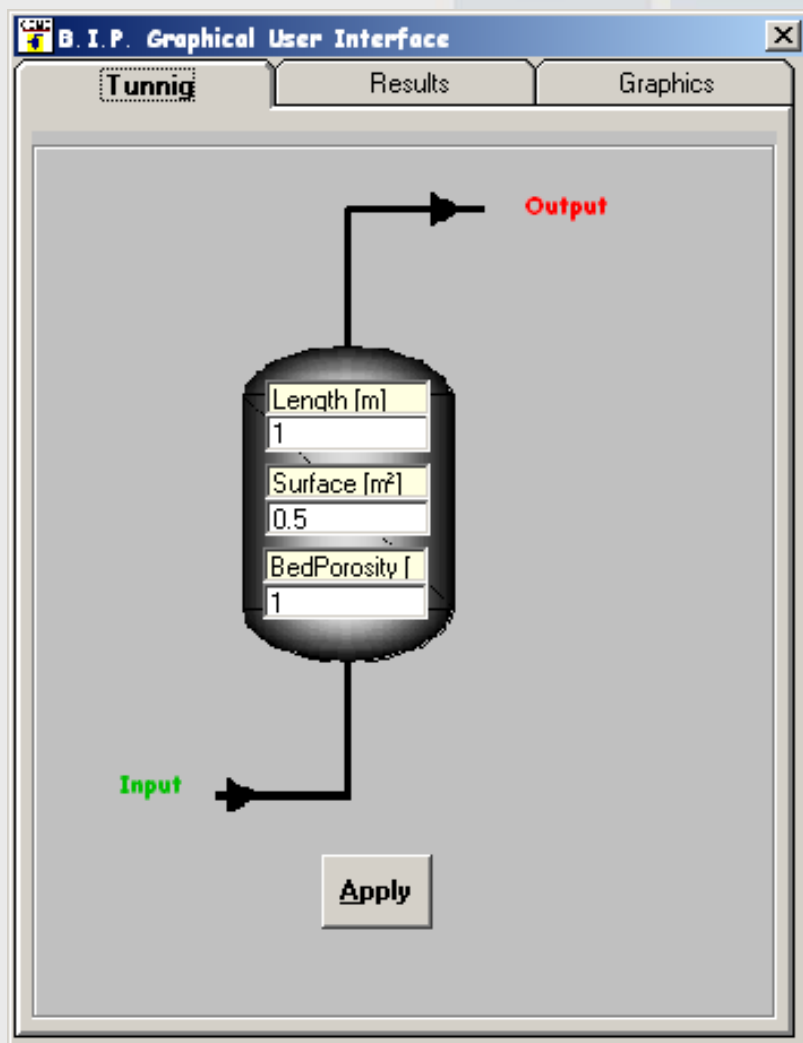 B.I.P. Graphical User Interface
Tunnig Results Graphics
Output
Length [m]
1
Surface [m²]
0.5
BedPorosity [
1
Input
Apply